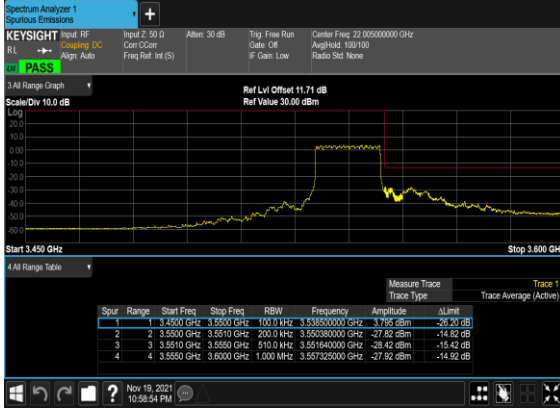 Spectrum Analyzer 1
Spurious Emissions
+
KEYSIGHT Input: RF Input Z: 50 Ω Atten: 30 dB Trig: Free Run Center Freq: 22.005000000 GHz
RL Coupling: DC Corr CCorr Gate: Off Avg|Hold: 100/100
Align: Auto Freq Ref: Int (S) IF Gain: Low Radio Std: None
PASS
3 All Range Graph Ref Lvl Offset 11.71 dB
Scale/Div 10.0 dB Ref Value 30.00 dBm
Log
20.0
10.0
0.00
-10.0
-20.0
-30.0
-40.0
-50.0
-60.0
Start 3.450 GHz Stop 3.600 GH
4 All Range Table
Measure Trace Trace 1
Trace Type Trace Average (Active)
Spur Range Start Freq Stop Freq RBW Frequency Amplitude ΔLimit
1 1 3.4500 GHz 3.5500 GHz 100.0 kHz 3.538500000 GHz 3.795 dBm -26.20 dB
2 2 3.5500 GHz 3.5510 GHz 200.0 kHz 3.550380000 GHz -27.82 dBm -14.82 dB
3 3 3.5510 GHz 3.5550 GHz 510.0 kHz 3.551640000 GHz -28.42 dBm -15.42 dB
4 4 3.5550 GHz 3.6000 GHz 1.000 MHz 3.557325000 GHz -27.92 dBm -14.92 dB
? Nov 19, 2021
10:58:54 PM